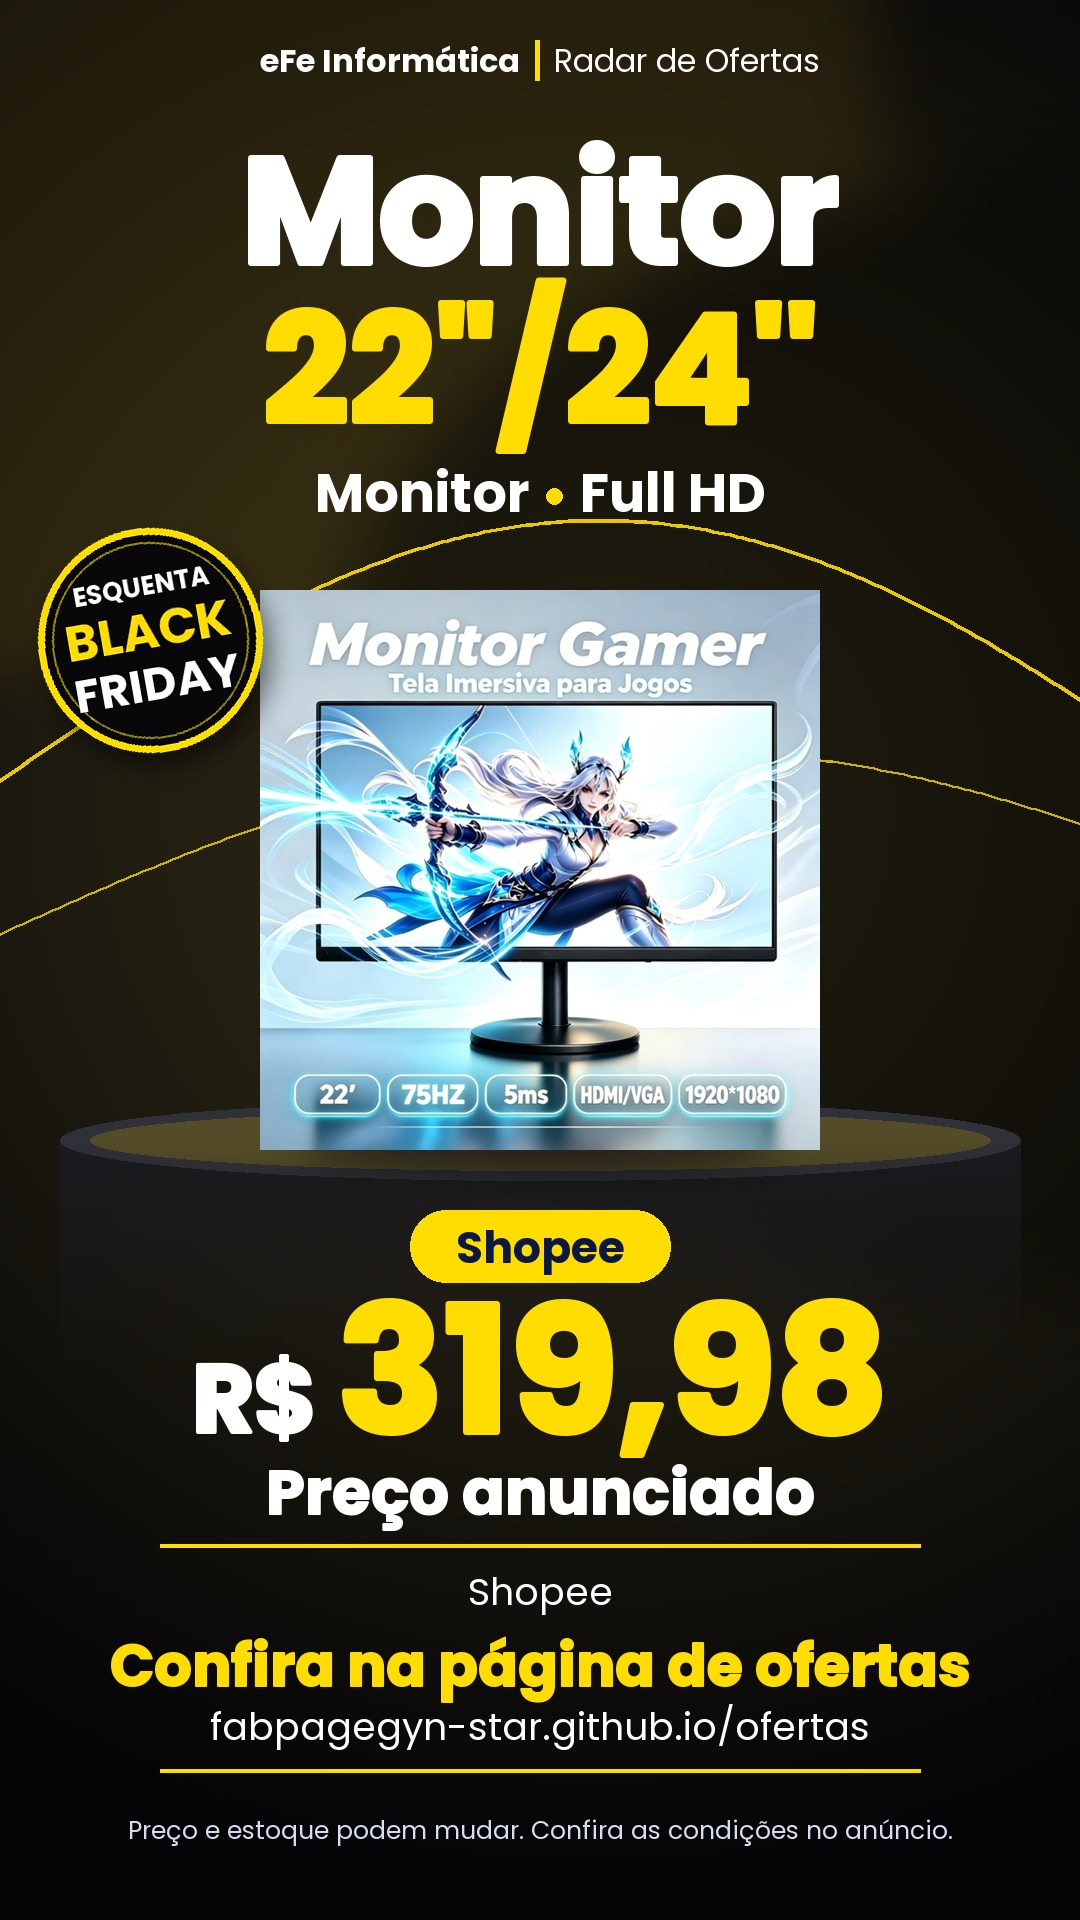 eFe Informática | Radar de Ofertas
Monitor
22"/24"
Monitor • Full HD
ESQUENTA
BLACK
FRIDAY
Monitor Gamer
Tela Imersiva para Jogos
22' 75HZ 5ms HDMI/VGA 1920*1080
Shopee
R$ 319,98
Preço anunciado
Shopee
Confira na página de ofertas
fabpagegyn-star.github.io/ofertas
Preço e estoque podem mudar. Confira as condições no anúncio.